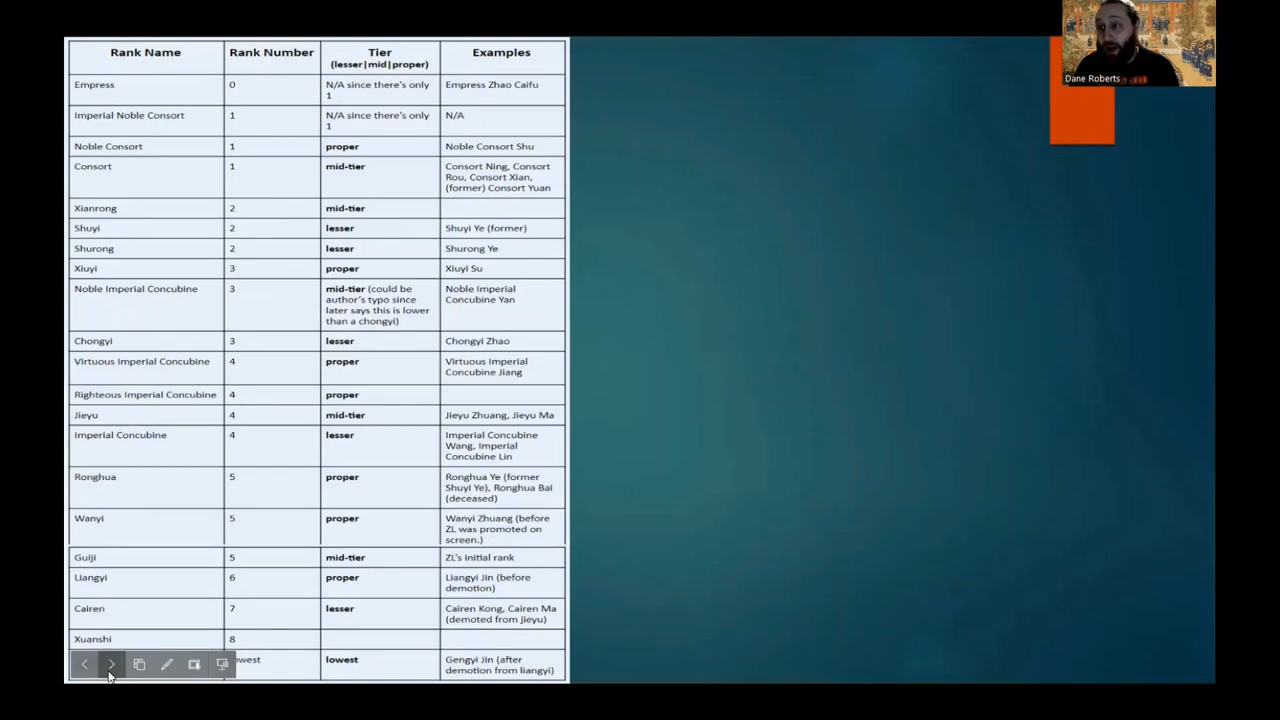 Rank Name Rank Number Tier Examples
(lesser|mid|proper)
Empress 0 N/A since there's only Empress Zhao Caifu
1
Imperial Noble Consort 1 N/A since there's only N/A
1
Noble Consort 1 proper Noble Consort Shu
Consort 1 mid-tier Consort Ning, Consort
Rou, Consort Xian,
(former) Consort Yuan
Xianrong 2 mid-tier
Shuyi 2 lesser Shuyi Ye (former)
Shurong 2 lesser Shurong Ye
Xiuyi 3 proper Xiuyi Su
Noble Imperial Concubine 3 mid-tier (could be Noble Imperial
author's typo since Concubine Yan
later says this is lower
than a chongyi)
Chongyi 3 lesser Chongyi Zhao
Virtuous Imperial Concubine 4 proper Virtuous Imperial
Concubine Jiang
Righteous Imperial Concubine 4 proper
Jieyu 4 mid-tier Jieyu Zhuang, Jieyu Ma
Imperial Concubine 4 lesser Imperial Concubine
Wang, Imperial
Concubine Lin
Ronghua 5 proper Ronghua Ye (former
Shuyi Ye), Ronghua Bai
(deceased)
Wanyi 5 proper Wanyi Zhuang (before
ZL was promoted on
screen.)
Guiji 5 mid-tier ZL's initial rank
Liangyi 6 proper Liangyi Jin (before
demotion)
Cairen 7 lesser Cairen Kong, Cairen Ma
(demoted from jieyu)
Xuanshi 8
owest lowest Gengyi Jin (after
demotion from liangyi)
Dane Roberts